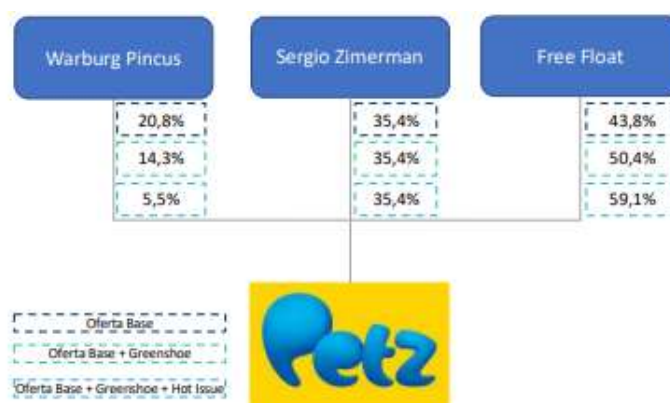 Warburg Pincus
Sergio Zimerman
Free Float
20,8%
35,4%
43,8%
14,3%
35,4%
50,4%
5,5%
35,4%
59,1%
Petz
Oferta Base
Oferta Base + Greenshoe
Oferta Base + Greenshoe + Hot Issue